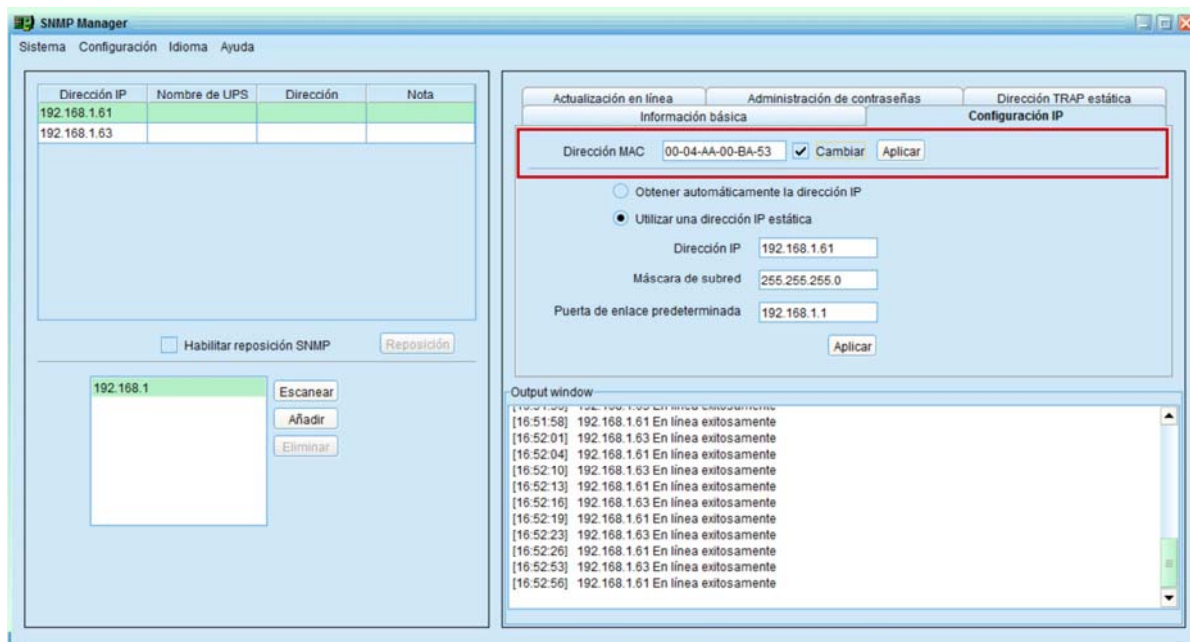 SNMP Manager
Sistema Configuración Idioma Ayuda
Dirección IP Nombre de UPS Dirección Nota
192.168.1.61
192.168.1.63
Habilitar reposición SNMP Reposición
192.168.1
Escanear
Añadir
Eliminar
Actualización en línea Administración de contraseñas Dirección TRAP estática
Información básica Configuración IP
Dirección MAC 00-04-AA-00-BA-53 Cambiar Aplicar
Obtener automáticamente la dirección IP
Utilizar una dirección IP estática
Dirección IP 192.168.1.61
Máscara de subred 255.255.255.0
Puerta de enlace predeterminada 192.168.1.1
Aplicar
Output window
[16:51:58] 192.168.1.61 En línea exitosamente
[16:52:01] 192.168.1.63 En línea exitosamente
[16:52:04] 192.168.1.61 En línea exitosamente
[16:52:10] 192.168.1.63 En línea exitosamente
[16:52:13] 192.168.1.61 En línea exitosamente
[16:52:16] 192.168.1.63 En línea exitosamente
[16:52:19] 192.168.1.61 En línea exitosamente
[16:52:23] 192.168.1.63 En línea exitosamente
[16:52:26] 192.168.1.61 En línea exitosamente
[16:52:53] 192.168.1.63 En línea exitosamente
[16:52:56] 192.168.1.61 En línea exitosamente